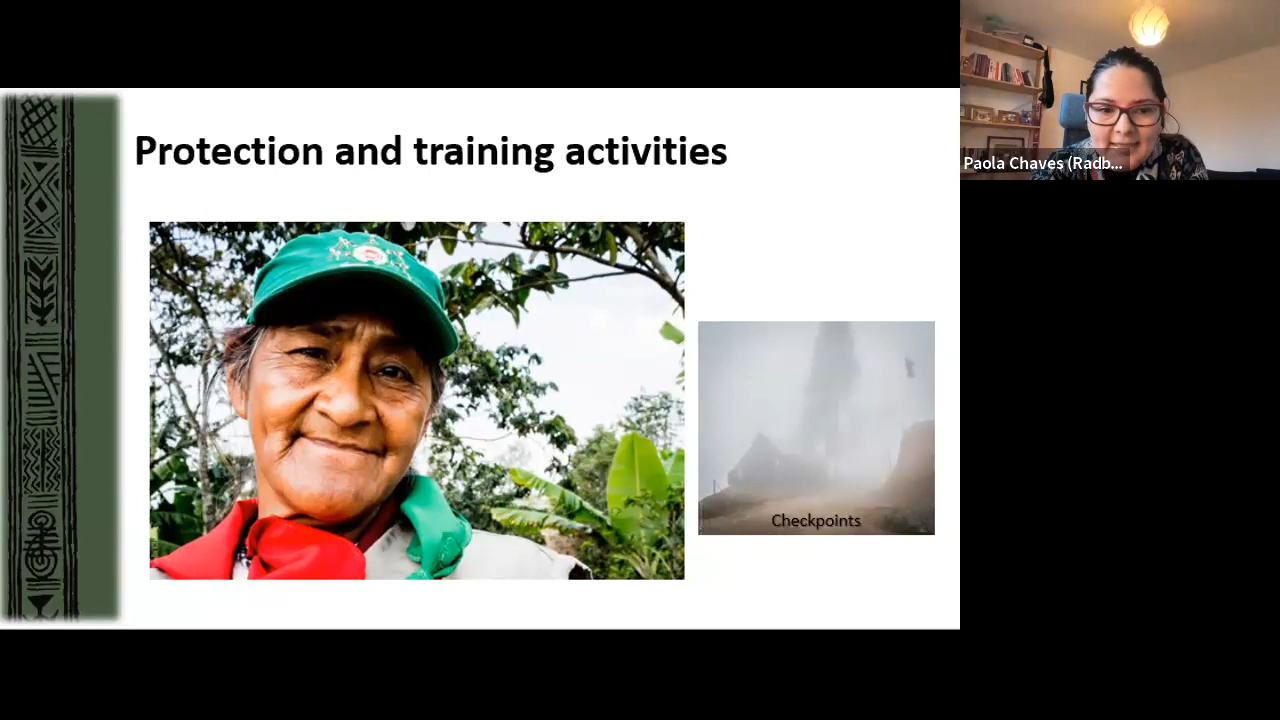 Protection and training activities
Paola Chaves (Radb...
Checkpoints